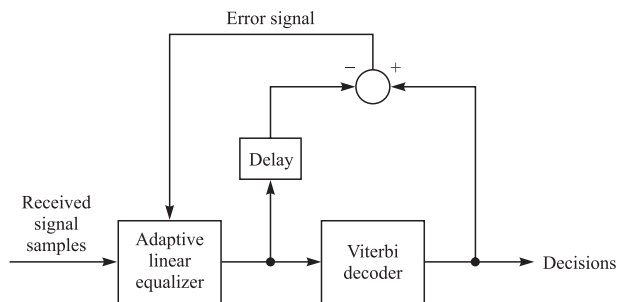 Error signal
− +
Delay
Received
signal
samples
Adaptive
linear
equalizer
Viterbi
decoder
Decisions